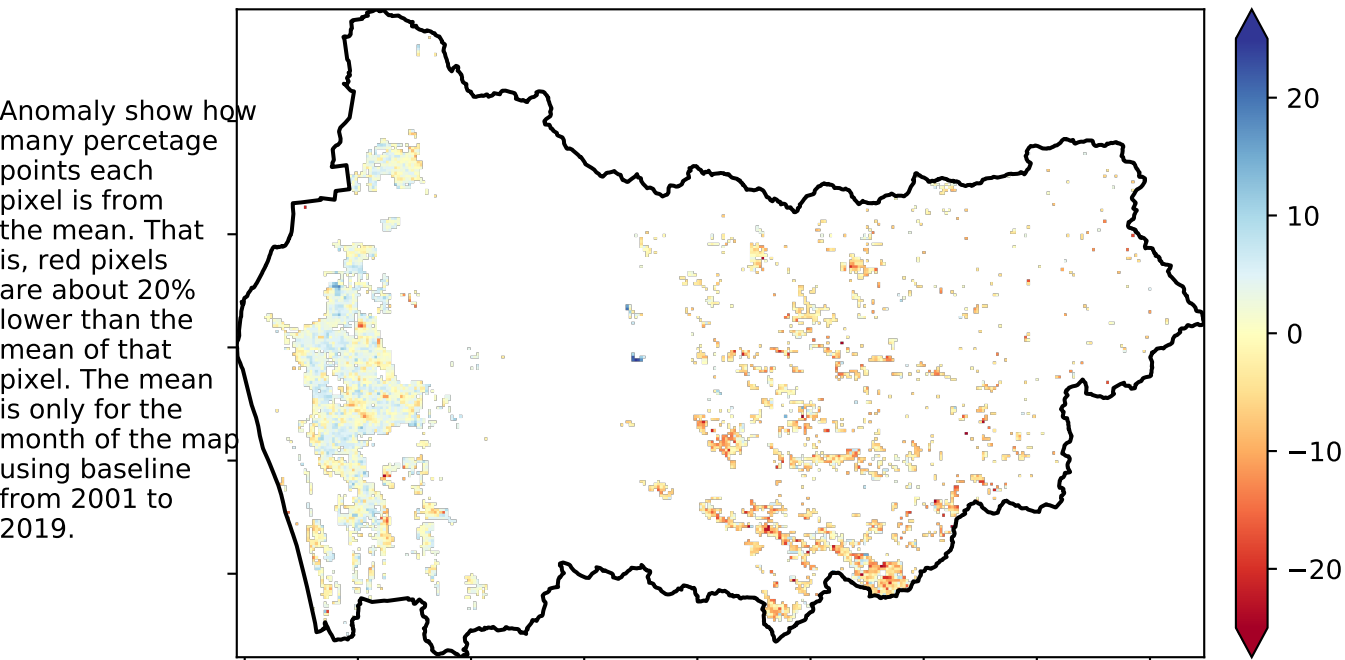 Anomaly show how
many percetage
points each
pixel is from
the mean. That
is, red pixels
are about 20%
lower than the
mean of that
pixel. The mean
is only for the
month of the map
using baseline
from 2001 to
2019.
20
10
0
−10
−20